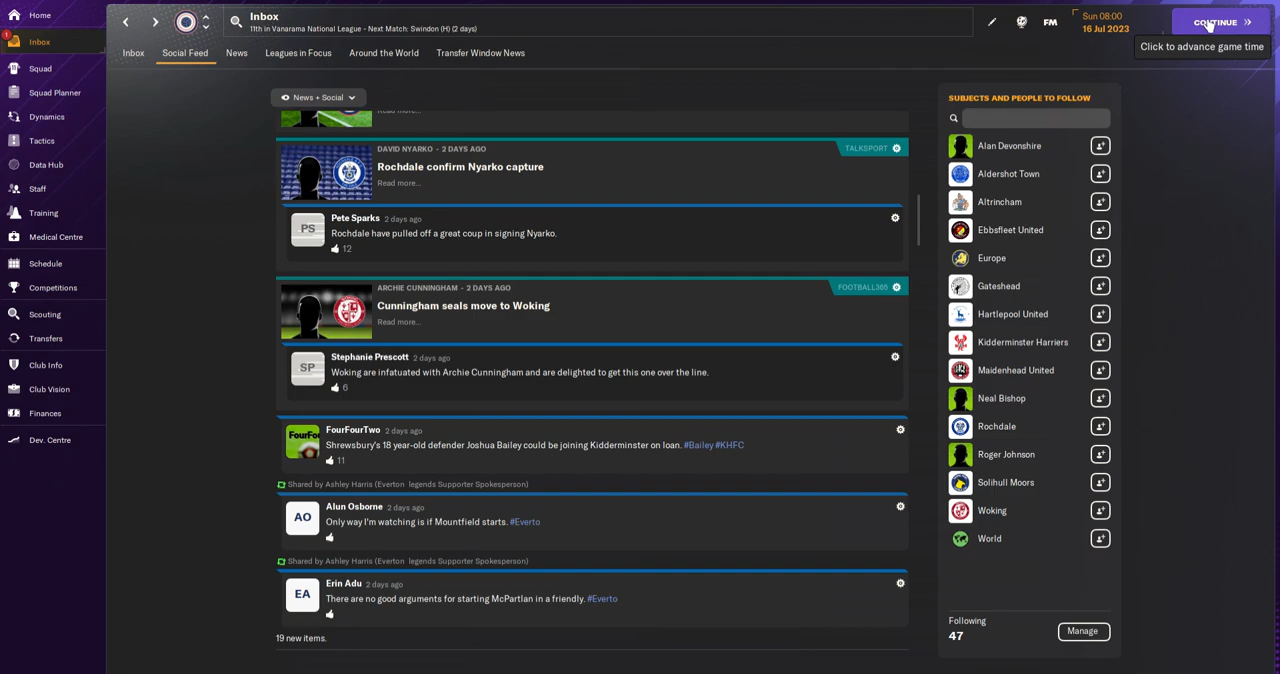 Home
Inbox
11th in Vanarama National League - Next Match: Swindon (H) (2 days)
FM
Sun 08:00
16 Jul 2023
CONTINUE
Click to advance game time
1
Inbox
Squad
Squad Planner
Dynamics
Tactics
Data Hub
Staff
Training
Medical Centre
Schedule
Competitions
Scouting
Transfers
Club Info
Club Vision
Finances
Dev. Centre
Inbox
Social Feed
News
Leagues in Focus
Around the World
Transfer Window News
News + Social
Read more...
DAVID NYARKO - 2 DAYS AGO
TALKSPORT
Rochdale confirm Nyarko capture
Read more...
PS
Pete Sparks 2 days ago
Rochdale have pulled off a great coup in signing Nyarko.
12
ARCHIE CUNNINGHAM - 2 DAYS AGO
FOOTBALL365
Cunningham seals move to Woking
Read more...
SP
Stephanie Prescott 2 days ago
Woking are infatuated with Archie Cunningham and are delighted to get this one over the line.
6
FourFo
FourFourTwo 2 days ago
Shrewsbury's 18 year-old defender Joshua Bailey could be joining Kidderminster on loan. #Bailey #KHFC
11
Shared by Ashley Harris (Everton legends Supporter Spokesperson)
AO
Alun Osborne 2 days ago
Only way I'm watching is if Mountfield starts. #Everto
Shared by Ashley Harris (Everton legends Supporter Spokesperson)
EA
Erin Adu 2 days ago
There are no good arguments for starting McPartlan in a friendly. #Everto
19 new items.
SUBJECTS AND PEOPLE TO FOLLOW
Alan Devonshire
Aldershot Town
Altrincham
Ebbsfleet United
Europe
Gateshead
Hartlepool United
Kidderminster Harriers
Maidenhead United
Neal Bishop
Rochdale
Roger Johnson
Solihull Moors
Woking
World
Following
47
Manage